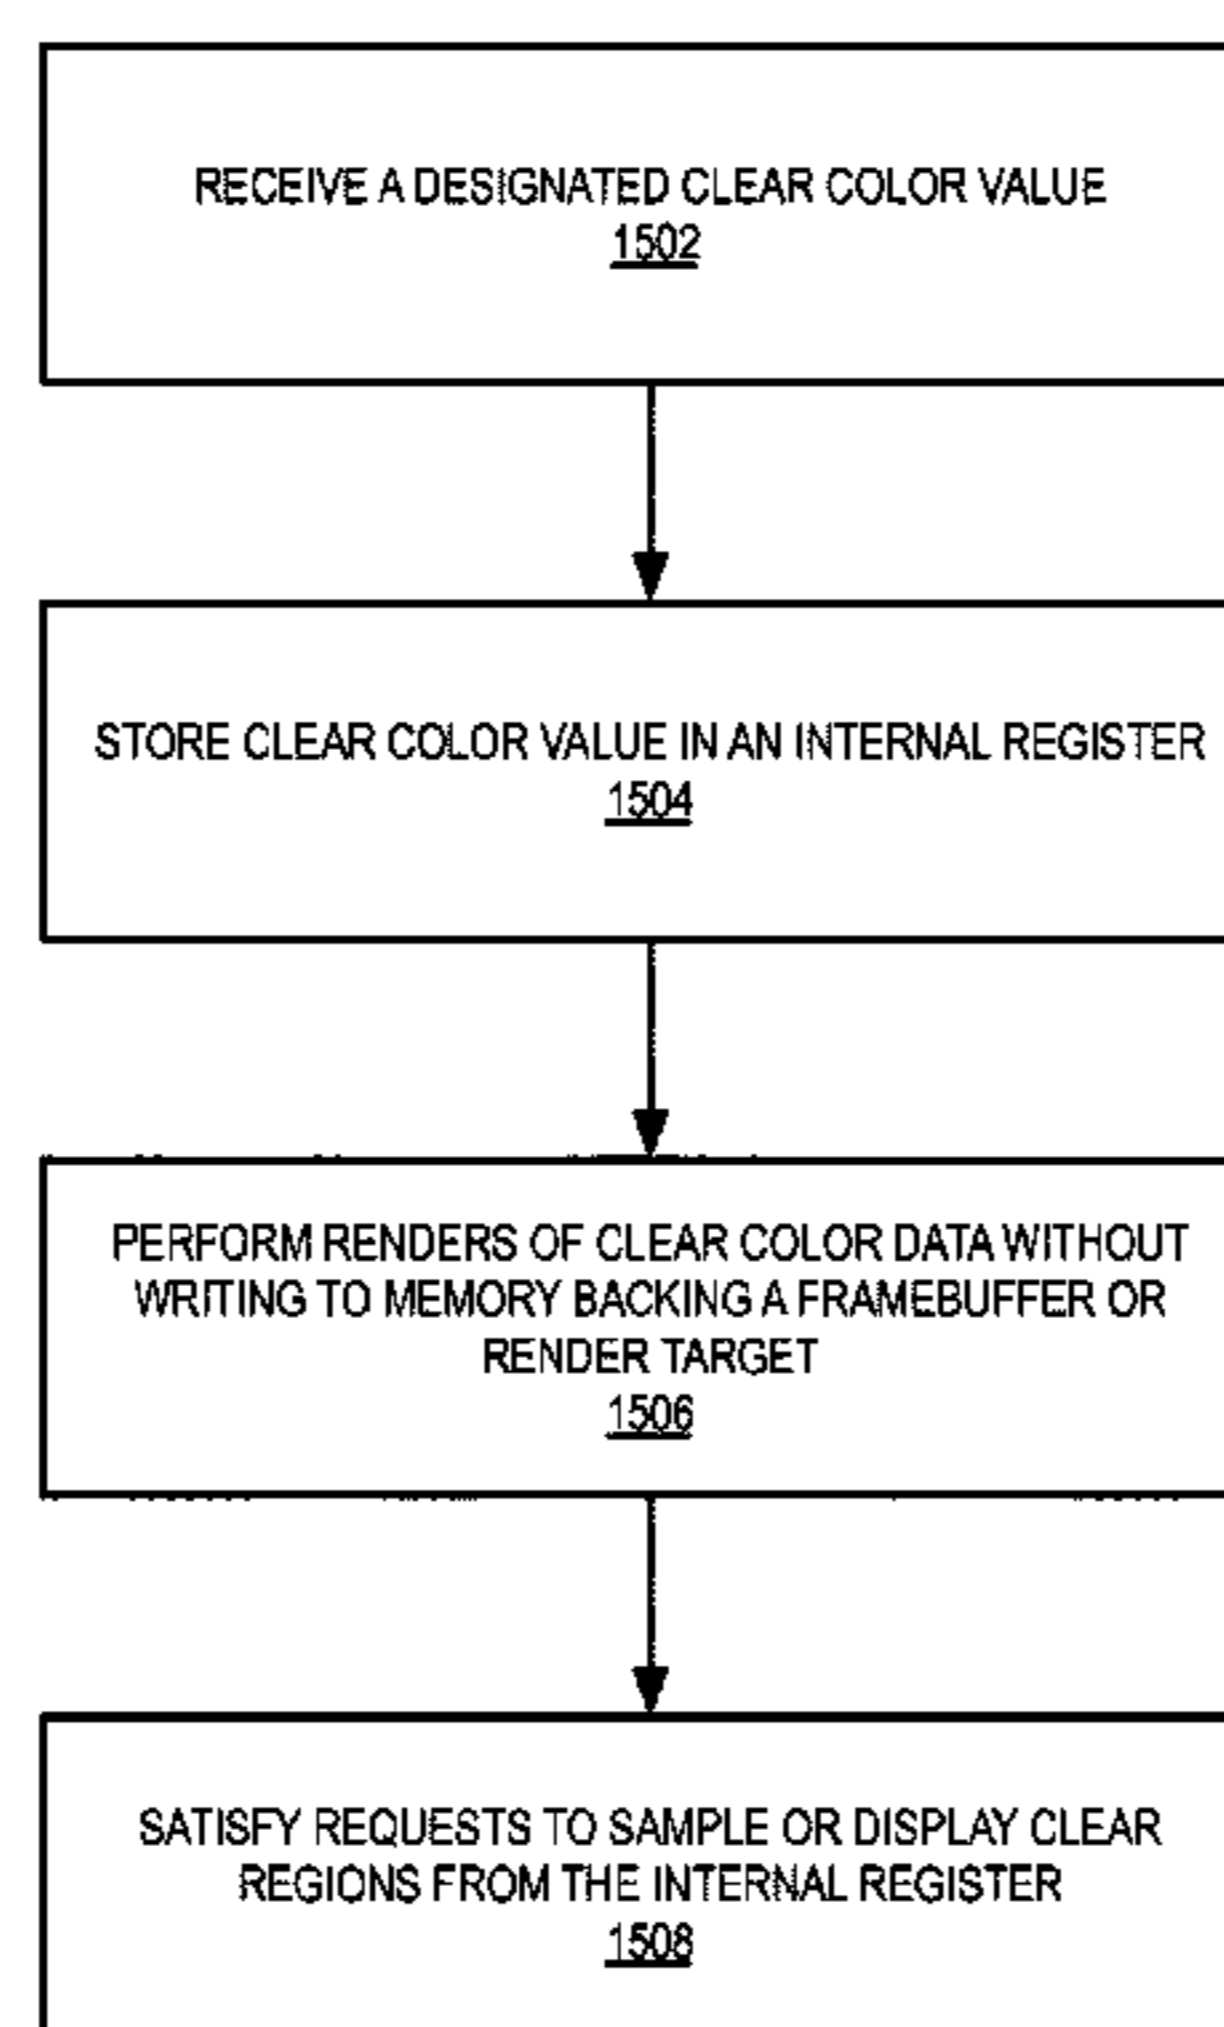 RECEIVE A DESIGNATED CLEAR COLOR VALUE
1502
STORE CLEAR COLOR VALUE IN AN INTERNAL REGISTER
1504
PERFORM RENDERS OF CLEAR COLOR DATA WITHOUT
WRITING TO MEMORY BACKING A FRAMEBUFFER OR
RENDER TARGET
1506
SATISFY REQUESTS TO SAMPLE OR DISPLAY CLEAR
REGIONS FROM THE INTERNAL REGISTER
1508